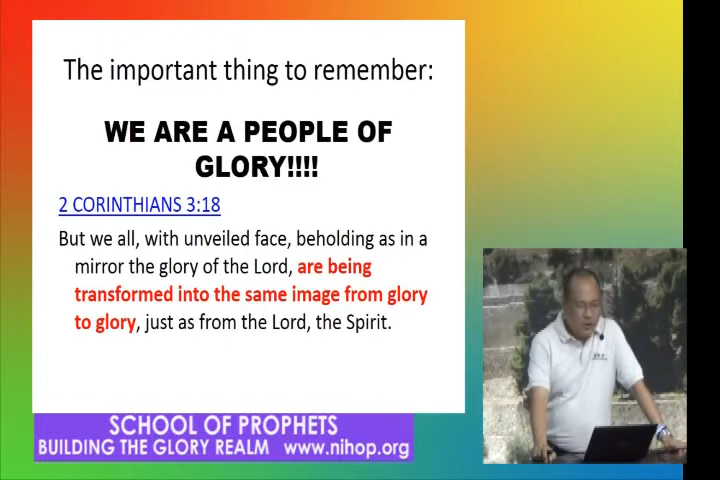 The important thing to remember:
WE ARE A PEOPLE OF
GLORY!!!!
2 CORINTHIANS 3:18
But we all, with unveiled face, beholding as in a
mirror the glory of the Lord, are being
transformed into the same image from glory
to glory, just as from the Lord, the Spirit.
SCHOOL OF PROPHETS
BUILDING THE GLORY REALM www.nihop.org